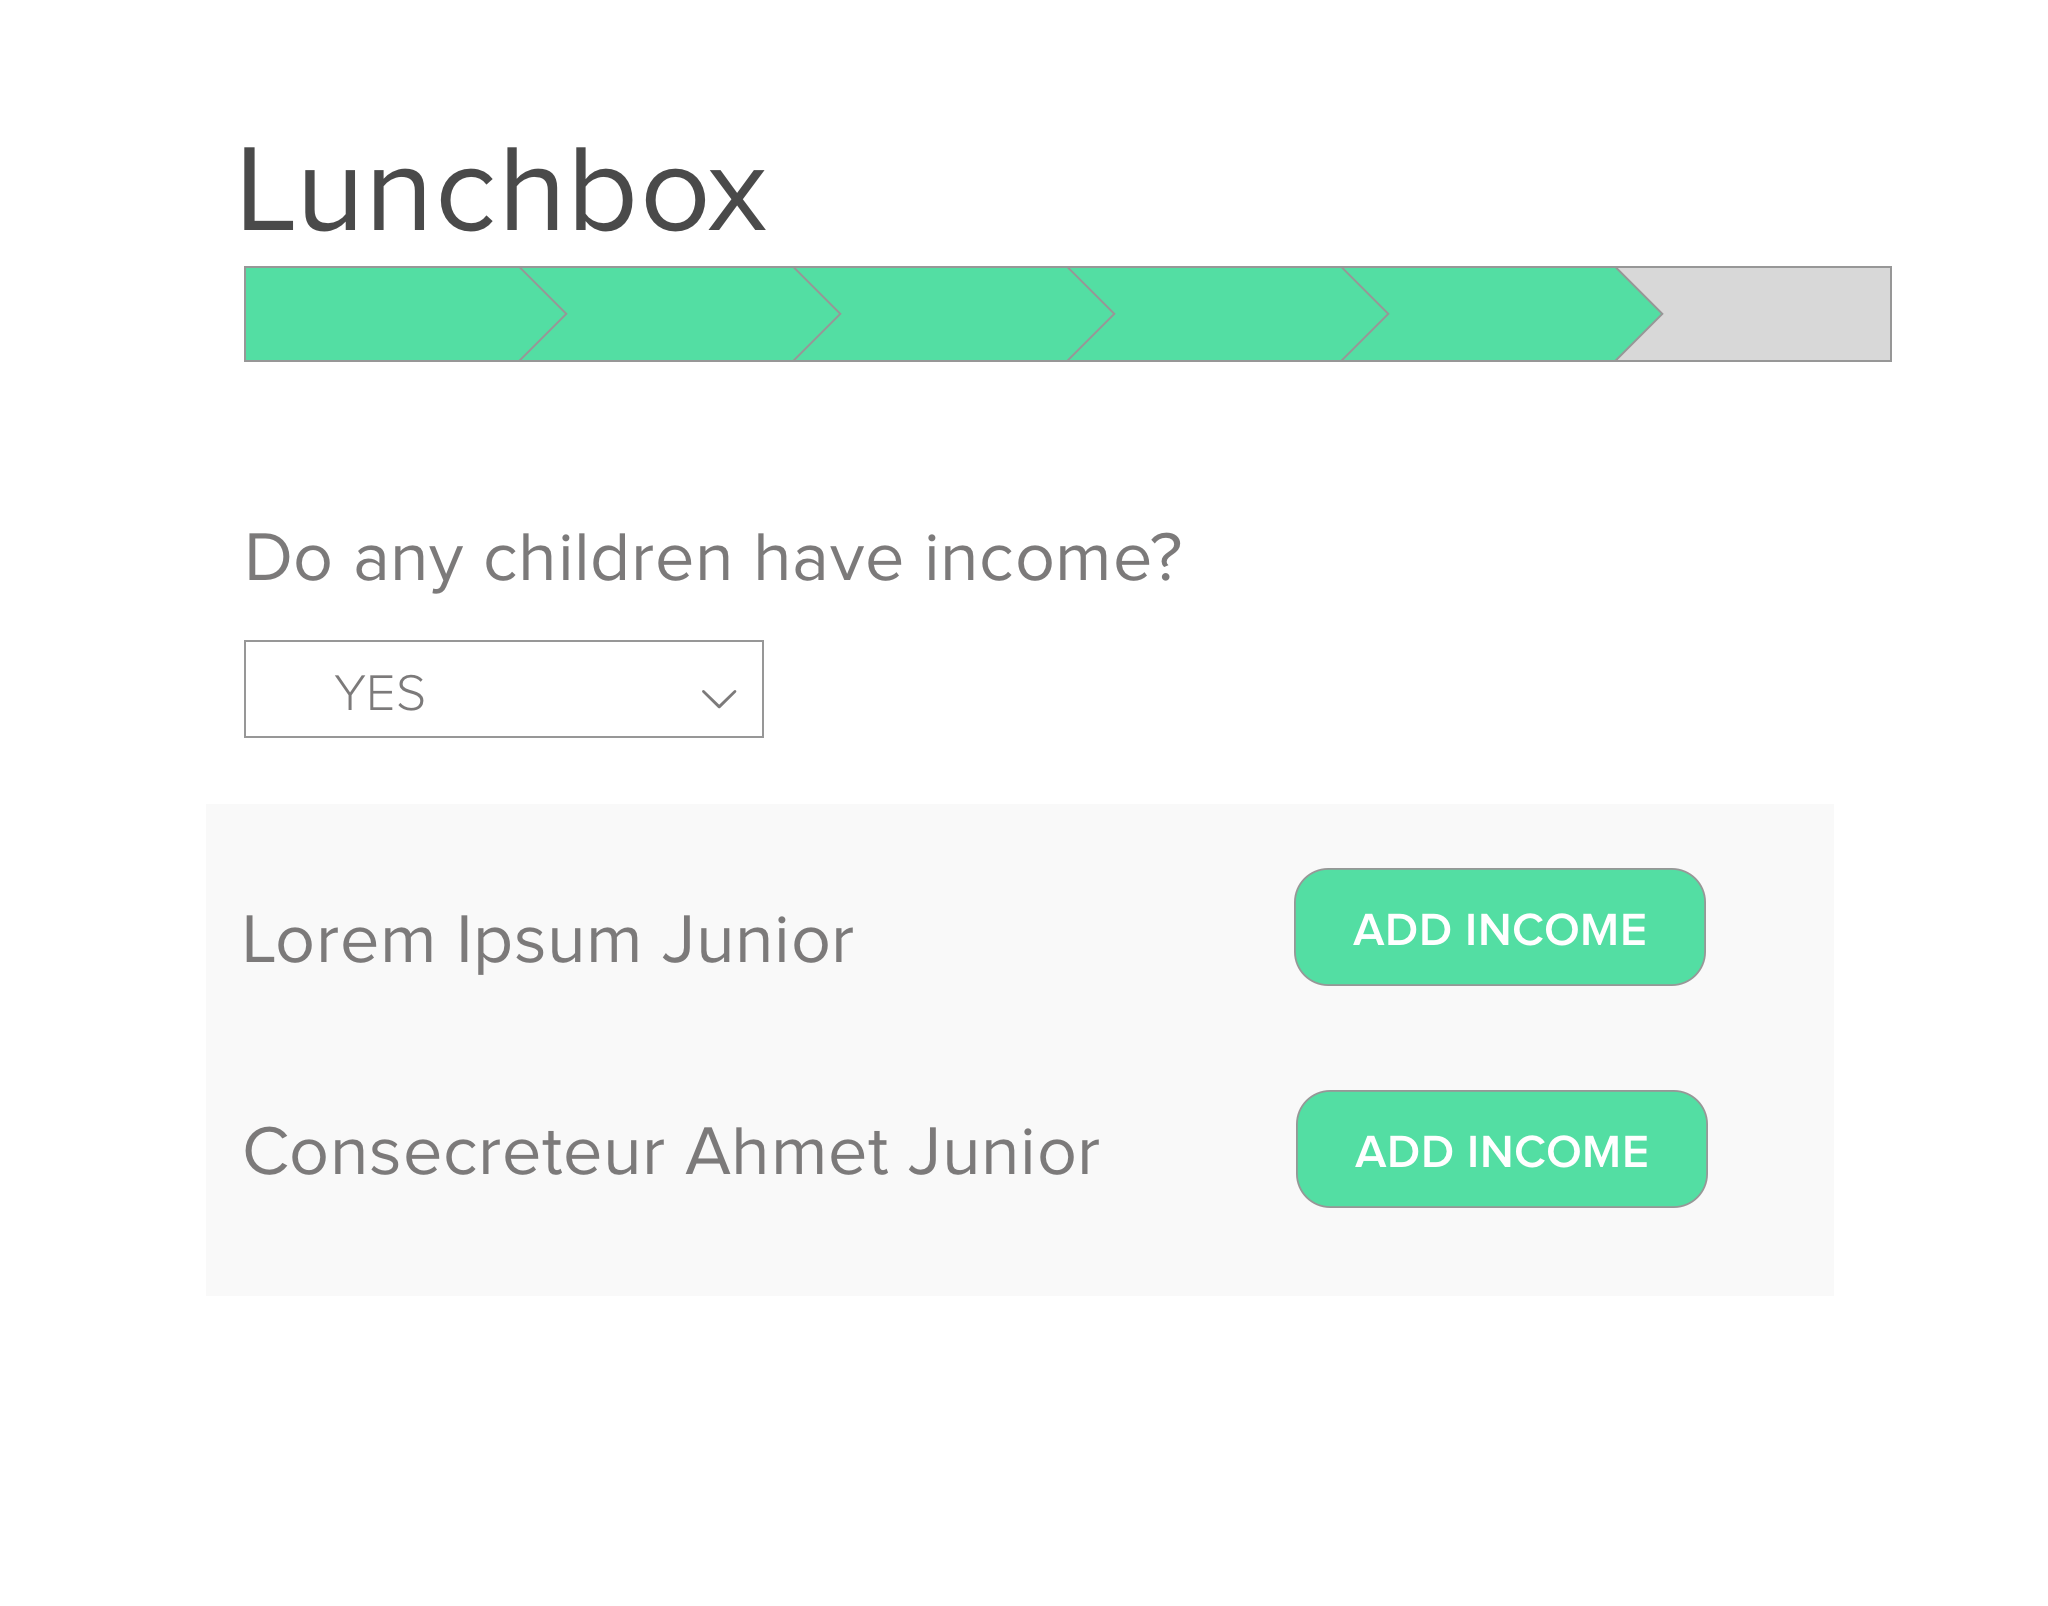 Lunchbox
Do any children have income?
YES
Lorem Ipsum Junior
ADD INCOME
Consecreteur Ahmet Junior
ADD INCOME